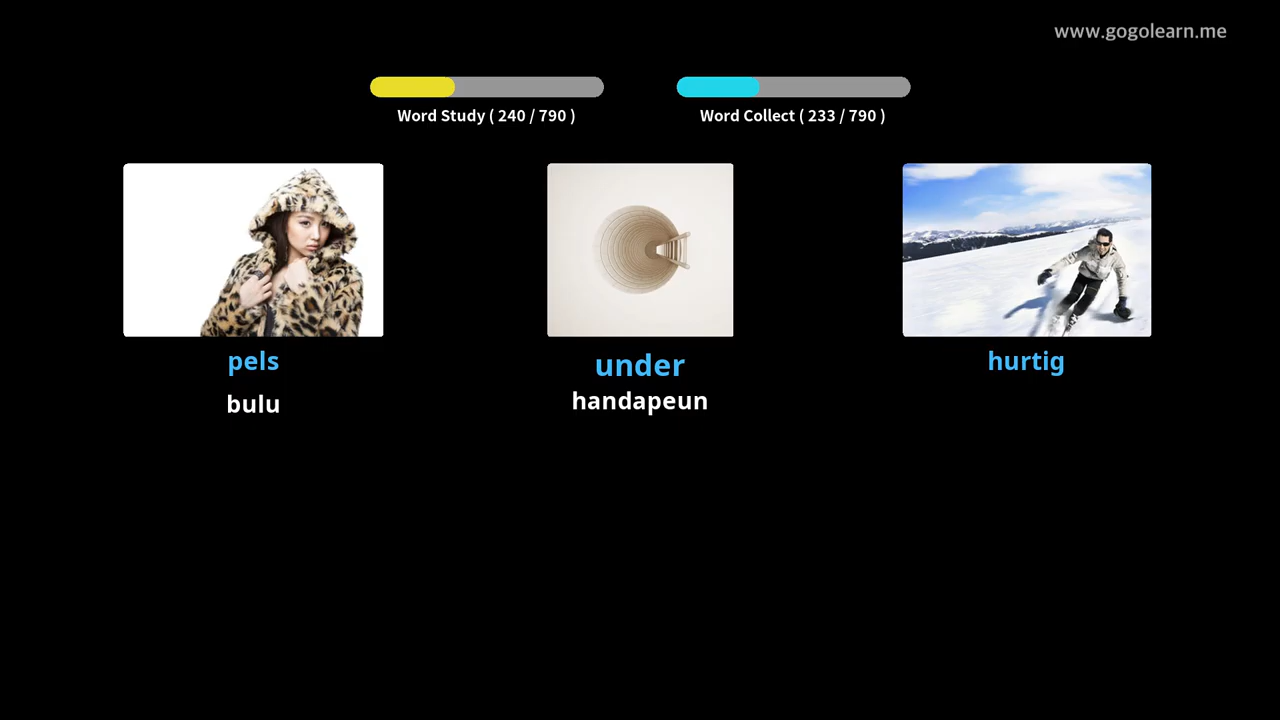 www.gogolearn.me
Word Study ( 240 / 790 )
Word Collect ( 233 / 790 )
pels
under
hurtig
bulu
handapeun